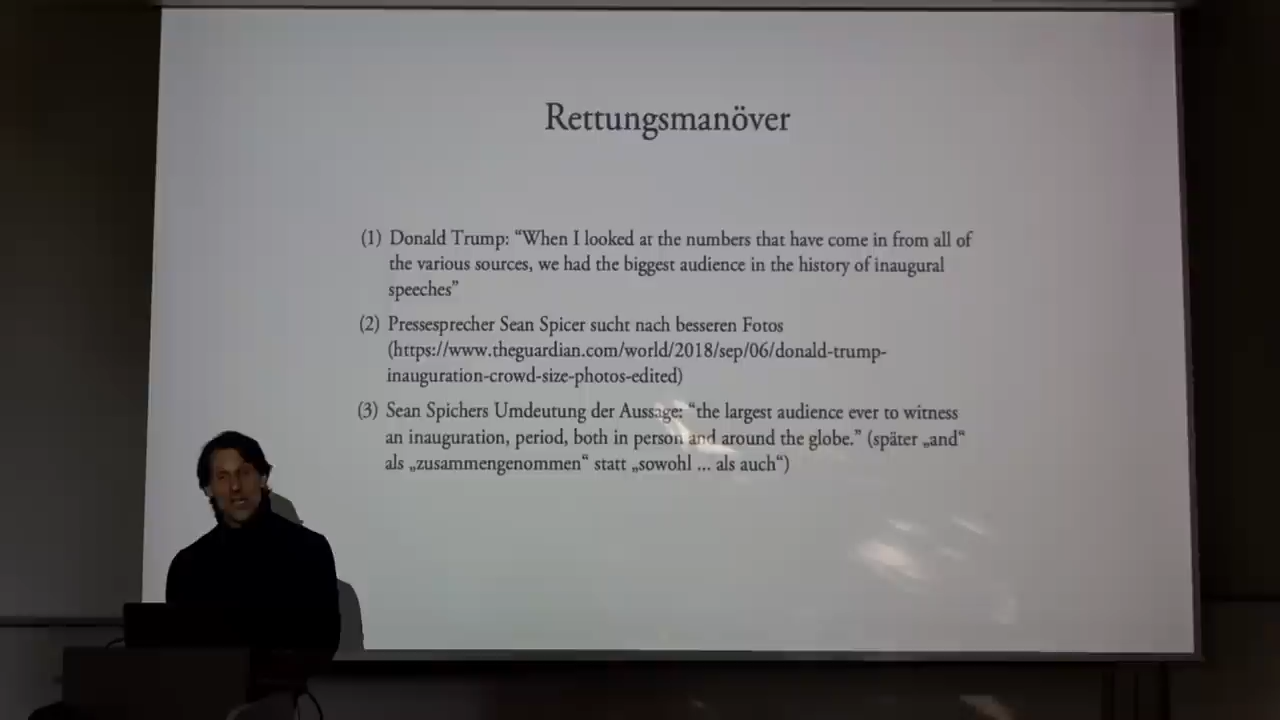 Rettungsmanöver
(1) Donald Trump: “When I looked at the numbers that have come in from all of
the various sources, we had the biggest audience in the history of inaugural
speeches”
(2) Pressesprecher Sean Spicer sucht nach besseren Fotos
(https://www.theguardian.com/world/2018/sep/06/donald-trump-
inauguration-crowd-size-photos-edited)
(3) Sean Spichers Umdeutung der Aussage: “the largest audience ever to witness
an inauguration, period, both in person and around the globe.” (später „and“
als „zusammengenommen“ statt „sowohl ... als auch“)